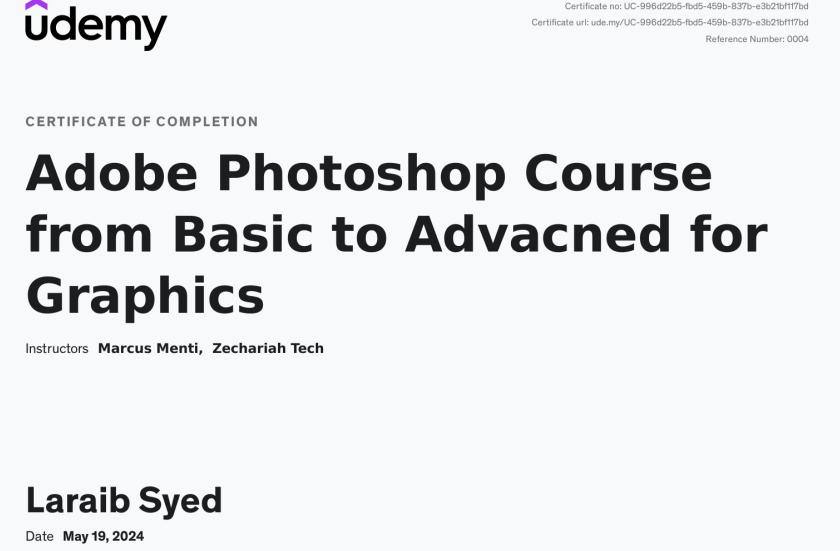 udemy
Certificate no: UC-996d22b5-fbd5-459b-837b-e3b21bf117bd
Certificate url: ude.my/UC-996d22b5-fbd5-459b-837b-e3b21bf117bd
Reference Number: 0004
CERTIFICATE OF COMPLETION
Adobe Photoshop Course
from Basic to Advacned for
Graphics
Instructors Marcus Menti, Zechariah Tech
Laraib Syed
Date May 19, 2024